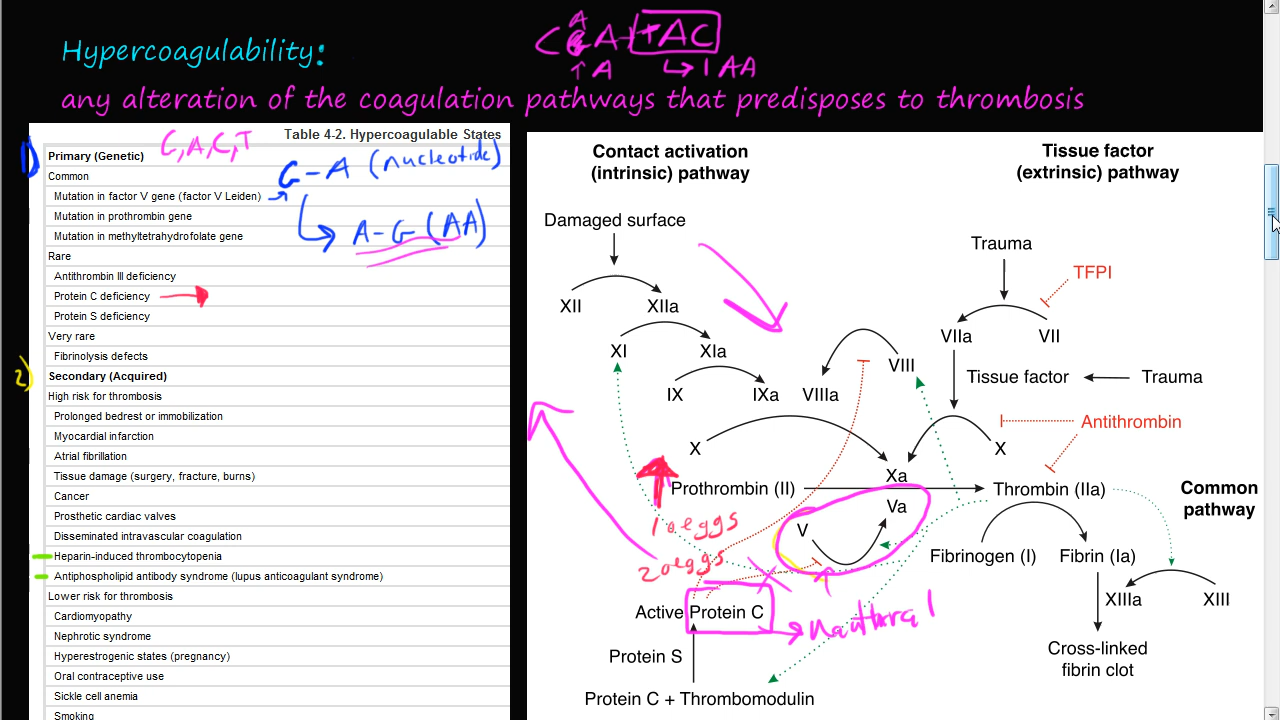 Hypercoagulability:
any alteration of the coagulation pathways that predisposes to thrombosis
A
↑ A
↳ 1 AA
Table 4-2. Hypercoagulable States
1)
C, A, C, T
Primary (Genetic)
Common
G - A (nucleotide)
Mutation in factor V gene (factor V Leiden)
Mutation in prothrombin gene
A - G (AA)
Mutation in methyltetrahydrofolate gene
Rare
Antithrombin III deficiency
Protein C deficiency
Protein S deficiency
Very rare
Fibrinolysis defects
2)
Secondary (Acquired)
High risk for thrombosis
Prolonged bedrest or immobilization
Myocardial infarction
Atrial fibrillation
Tissue damage (surgery, fracture, burns)
Cancer
Prosthetic cardiac valves
Disseminated intravascular coagulation
Heparin-induced thrombocytopenia
Antiphospholipid antibody syndrome (lupus anticoagulant syndrome)
Lower risk for thrombosis
Cardiomyopathy
Nephrotic syndrome
Hyperestrogenic states (pregnancy)
Oral contraceptive use
Sickle cell anemia
Smoking
Contact activation
(intrinsic) pathway
Tissue factor
(extrinsic) pathway
Damaged surface
Trauma
TFPI
XII
XIIa
VIIa
VII
XI
XIa
VIII
Tissue factor
Trauma
IX
IXa
VIIIa
Antithrombin
X
X
Xa
Prothrombin (II)
Thrombin (IIa)
Common
pathway
Va
10 eggs
V
Fibrinogen (I)
Fibrin (Ia)
20 eggs
XIIIa
XIII
Active Protein C
Protein S
Cross-linked
fibrin clot
Protein C + Thrombomodulin